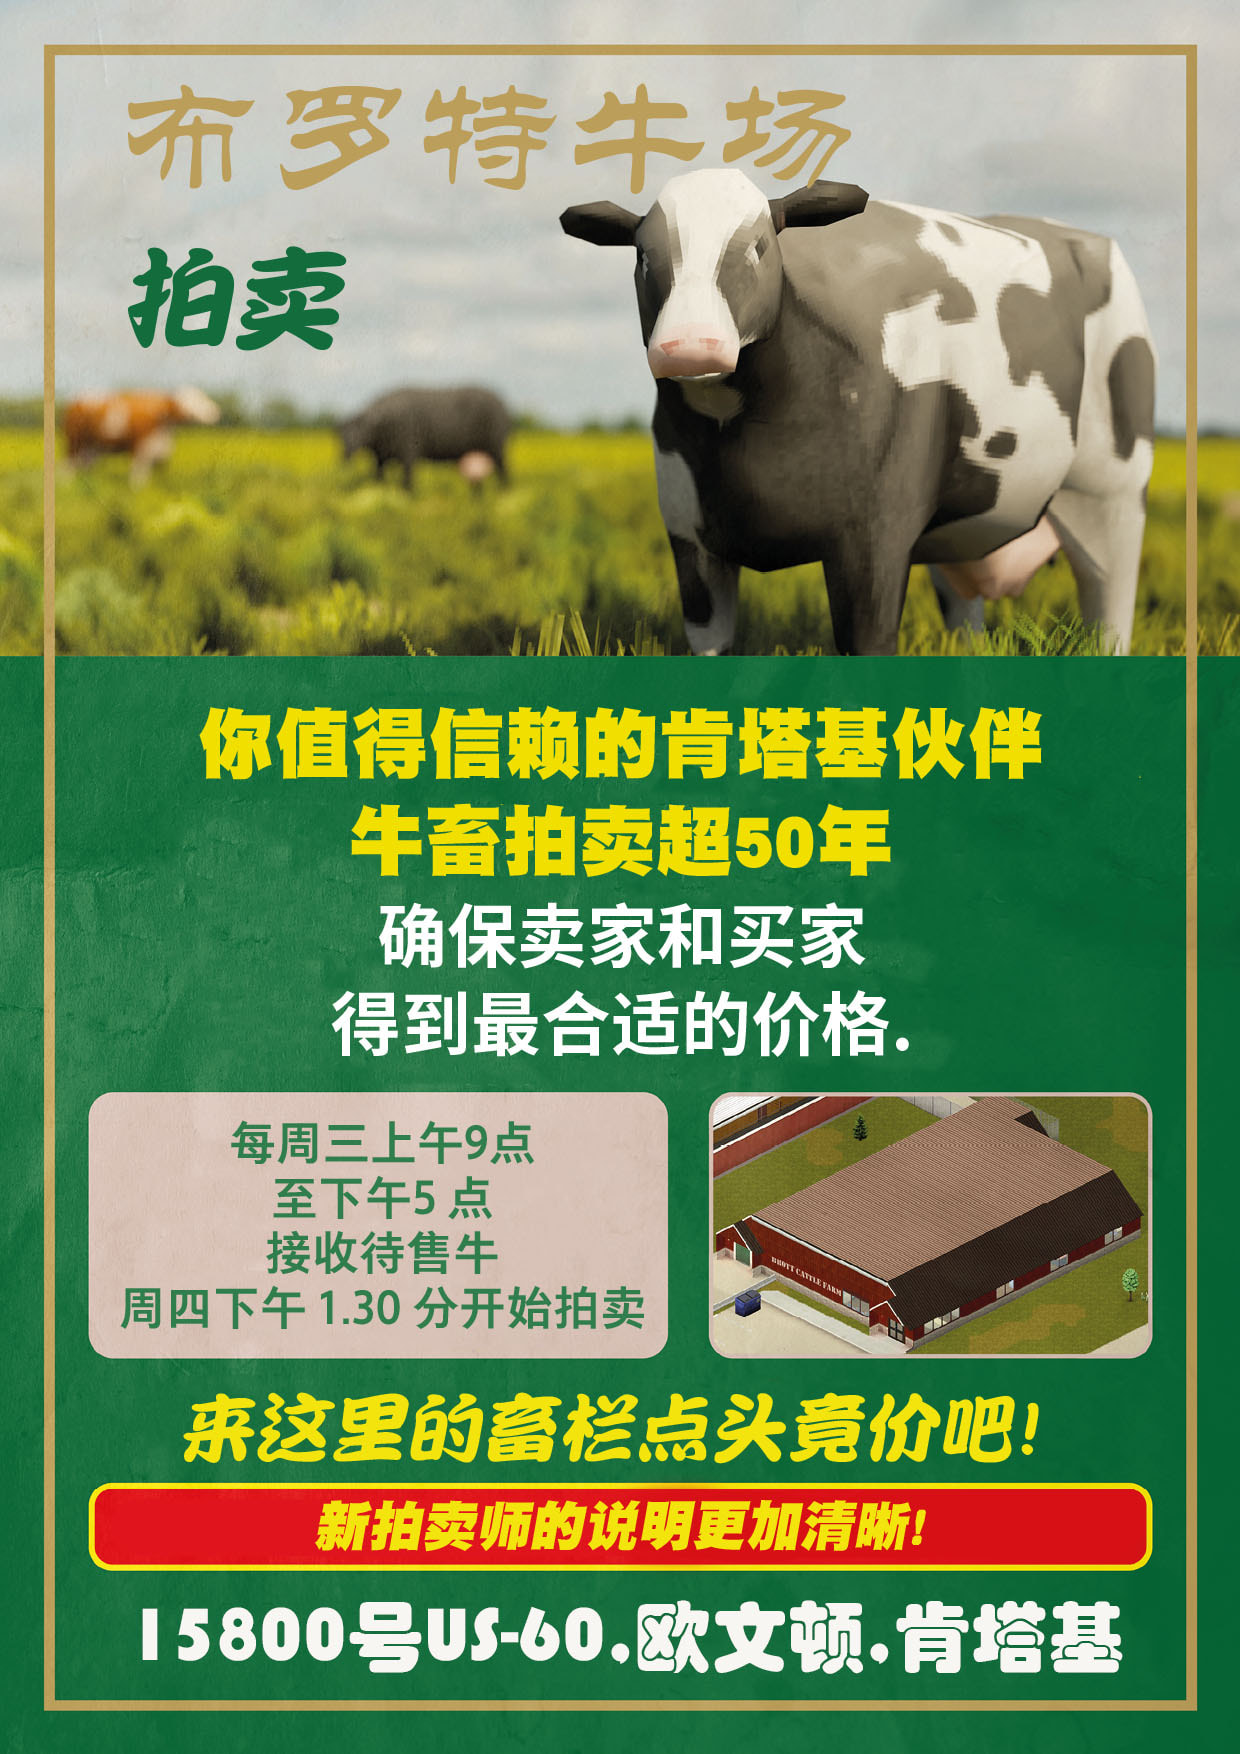 布罗特牛场
拍卖
你值得信赖的肯塔基伙伴
牛畜拍卖超50年
确保卖家和买家
得到最合适的价格.
每周三上午9点
至下午5 点
接收待售牛
周四下午 1.30 分开始拍卖
BROTT CATTLE FARM
来这里的畜栏点头竟价吧!
新拍卖师的说明更加清晰!
15800号US-60,欧文顿,肯塔基